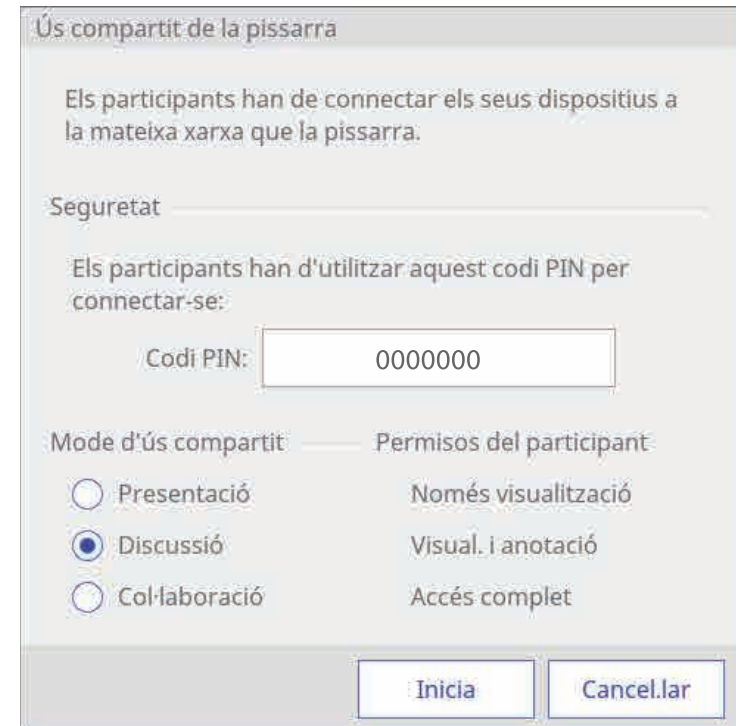 Ús compartit de la pissarra
Els participants han de connectar els seus dispositius a
la mateixa xarxa que la pissarra.
Seguretat
Els participants han d'utilitzar aquest codi PIN per
connectar-se:
Codi PIN: 0000000
Mode d'ús compartit Permisos del participant
Presentació Només visualització
Discussió Visual. i anotació
Col·laboració Accés complet
Inicia Cancel.lar